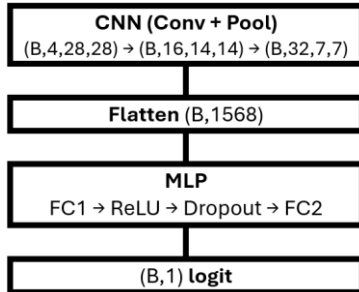 CNN (Conv + Pool)
(B,4,28,28) → (B,16,14,14) → (B,32,7,7)
Flatten (B,1568)
MLP
FC1 → ReLU → Dropout → FC2
(B,1) logit